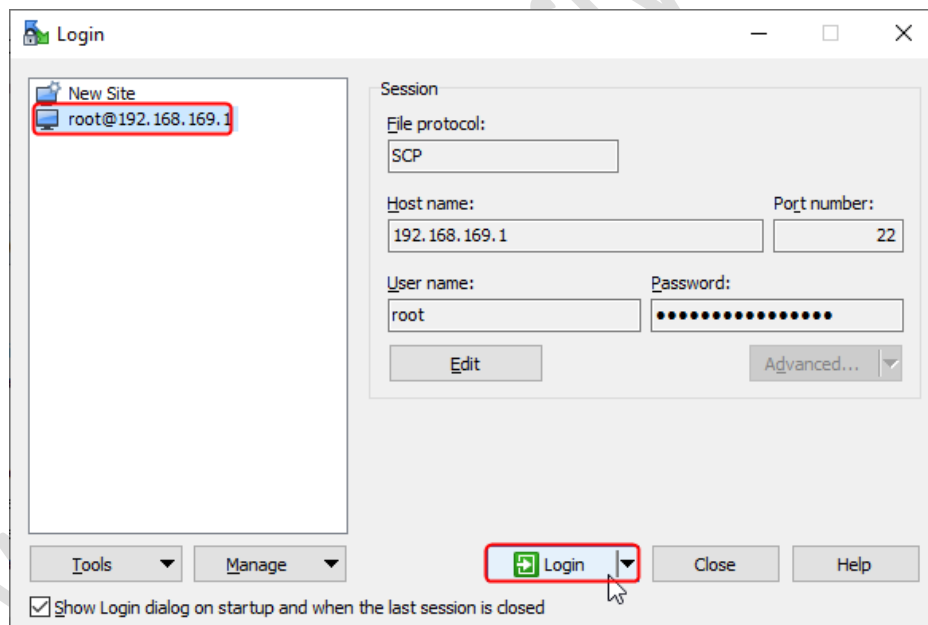 Login
New Site
root@192.168.169.1
Session
File protocol:
SCP
Host name:
Port number:
192.168.169.1
22
User name:
Password:
root
••••••••••••••••
Edit
Advanced...
Tools
Manage
Login
Close
Help
Show Login dialog on startup and when the last session is closed